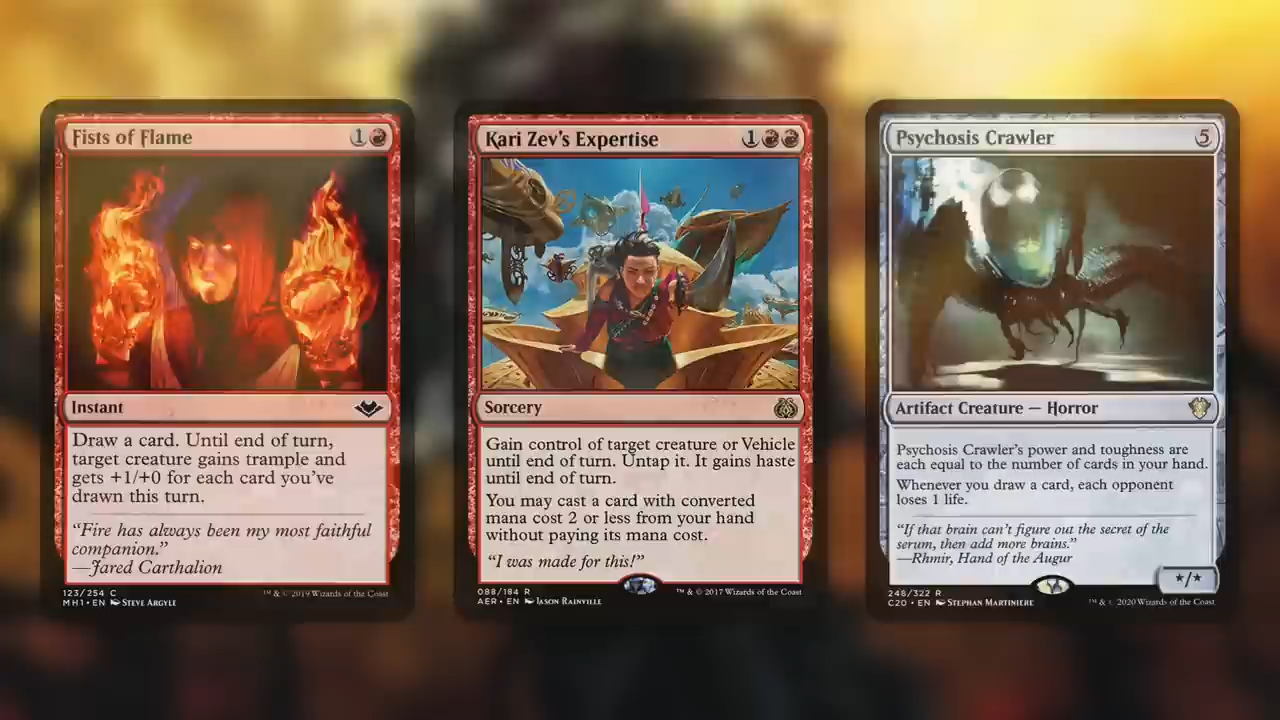 Fists of Flame 1
Instant
Draw a card. Until end of turn,
target creature gains trample and
gets +1/+0 for each card you've
drawn this turn.
"Fire has always been my most faithful
companion."
—Jared Carthalion
123/254 C
MH1 • EN Steve Argyle
™ & © 2019 Wizards of the Coast
Kari Zev's Expertise 1
Sorcery
Gain control of target creature or Vehicle
until end of turn. Untap it. It gains haste
until end of turn.
You may cast a card with converted
mana cost 2 or less from your hand
without paying its mana cost.
"I was made for this!"
088/184 R
AER • EN Jason Rainville
™ & © 2017 Wizards of the Coast
Psychosis Crawler 5
Artifact Creature — Horror
Psychosis Crawler's power and toughness are
each equal to the number of cards in your hand.
Whenever you draw a card, each opponent
loses 1 life.
"If that brain can't figure out the secret of the
serum, then add more brains."
—Rhmir, Hand of the Augur
*/*
246/322 R
C20 • EN Stephan Martiniere
™ & © 2020 Wizards of the Coast